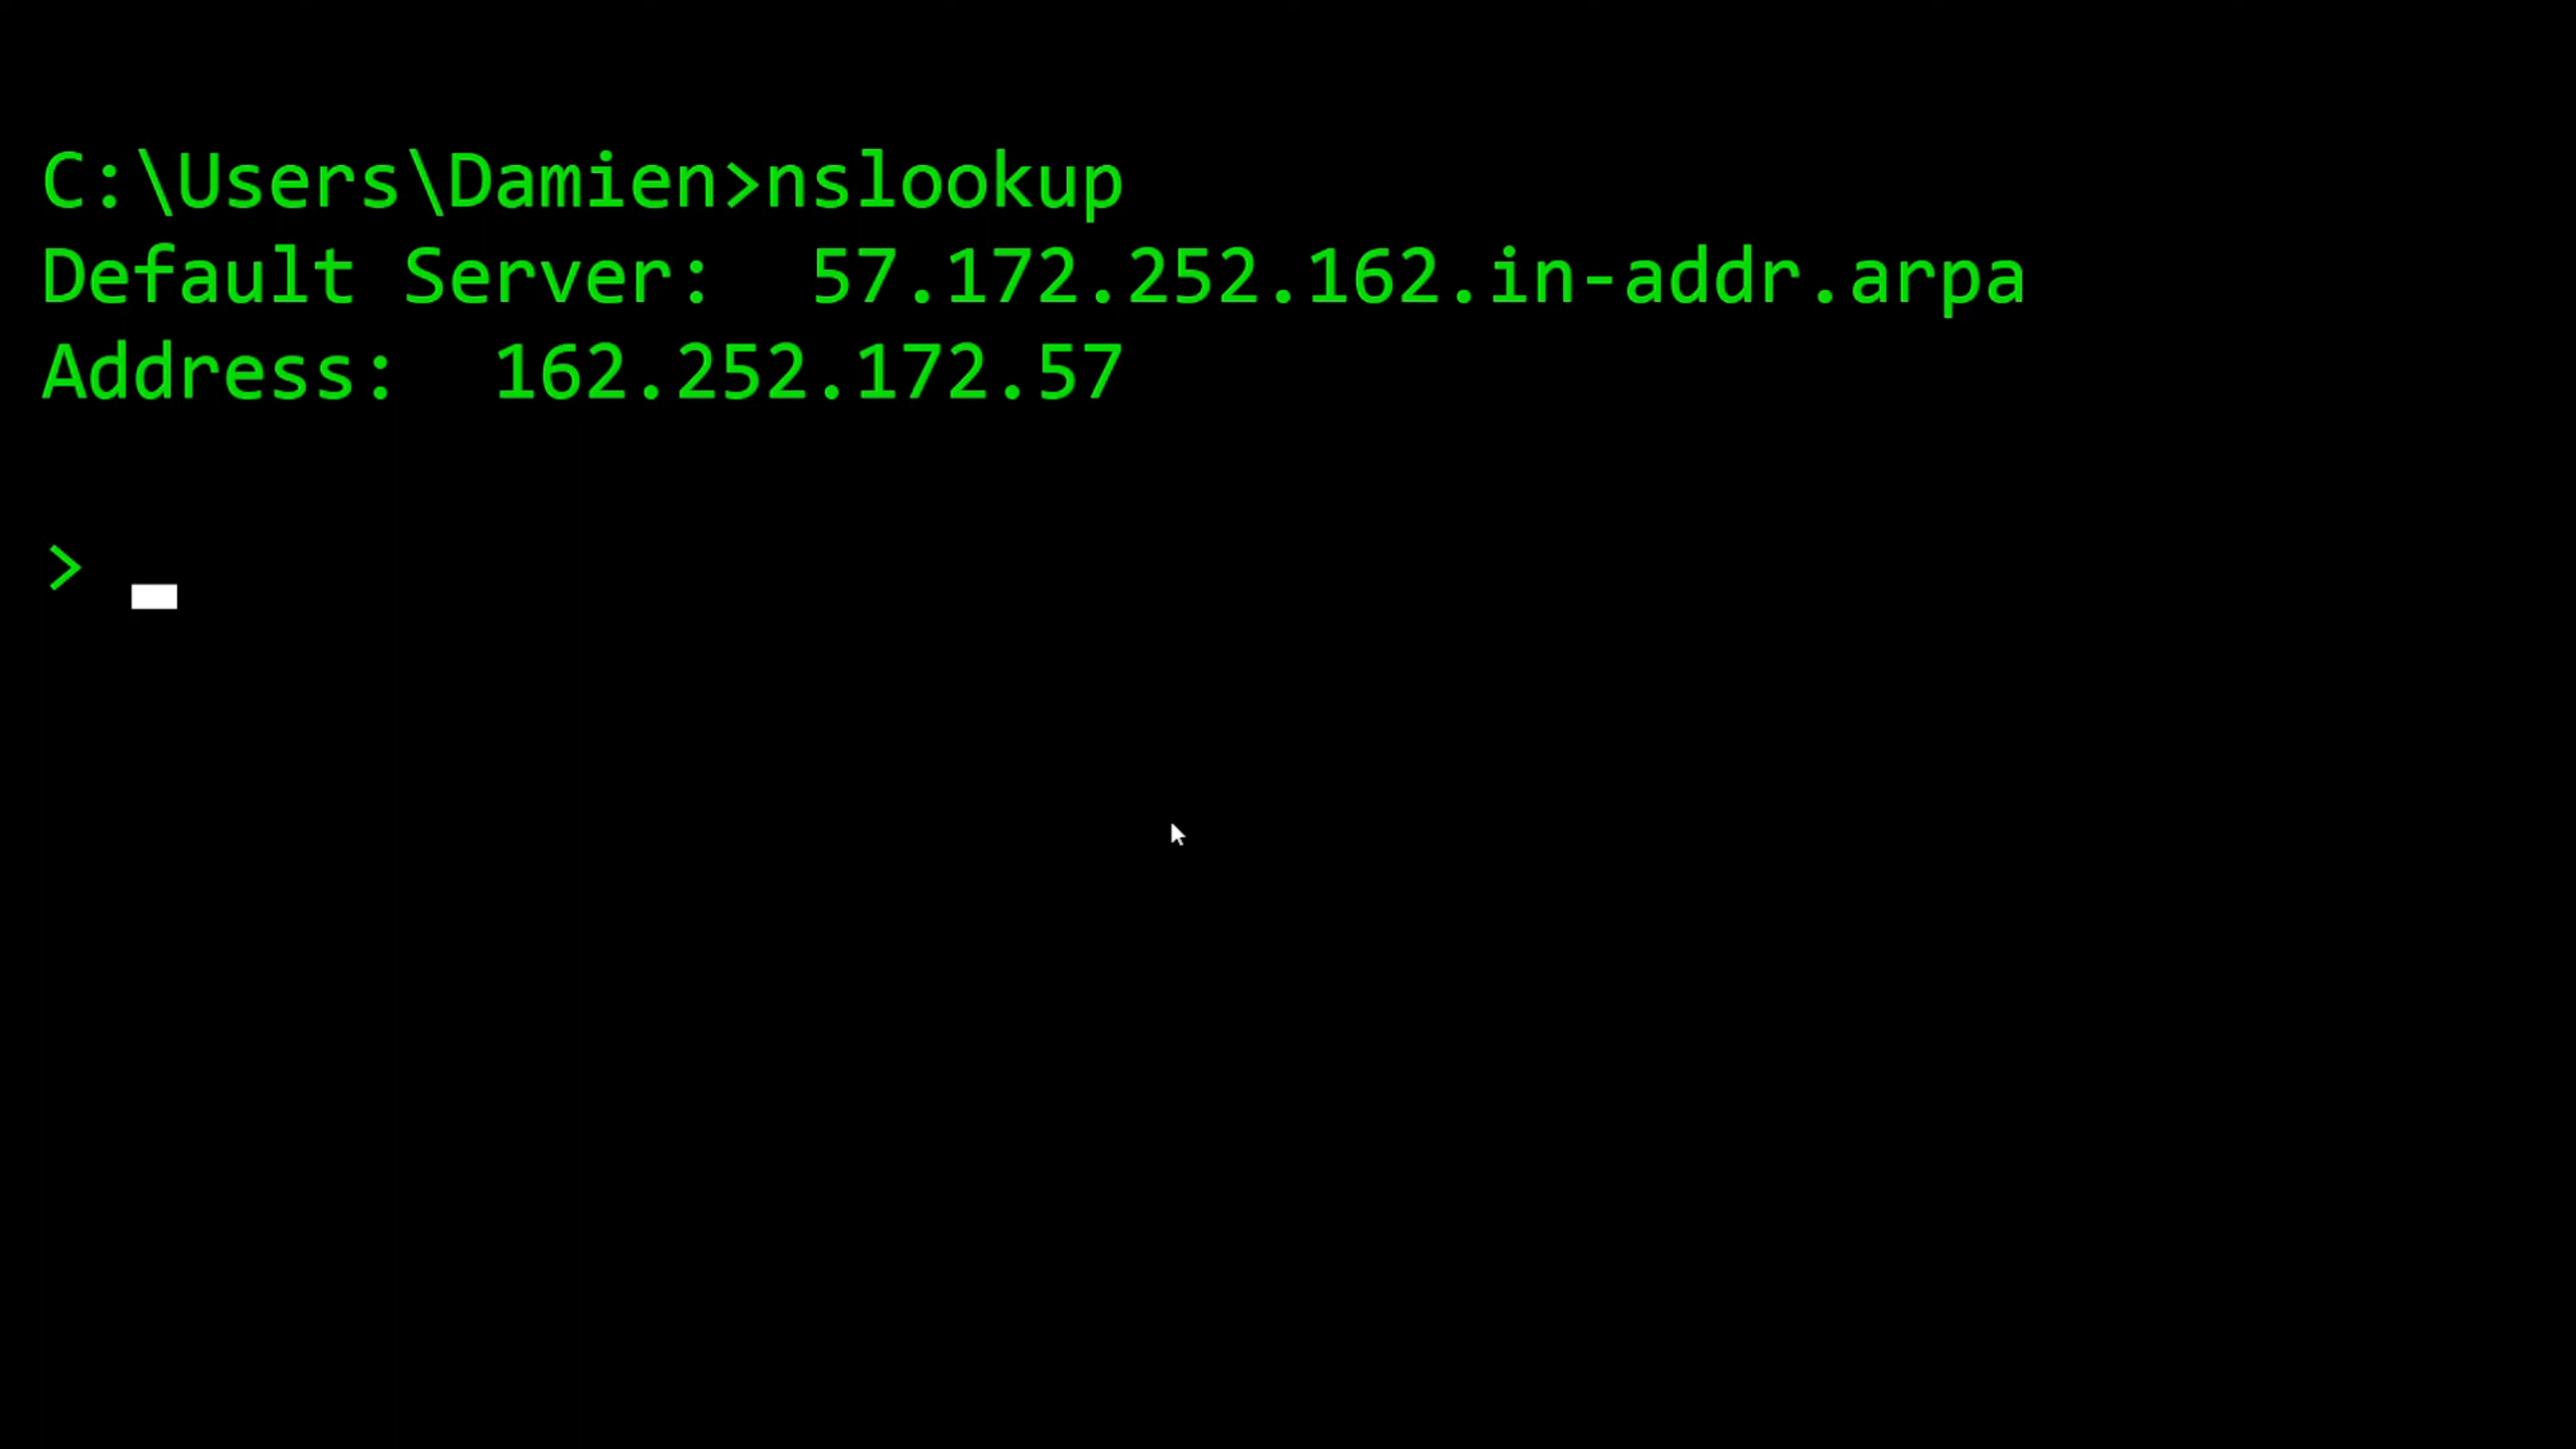 C:\Users\Damien>nslookup
Default Server:  57.172.252.162.in-addr.arpa
Address:  162.252.172.57
>